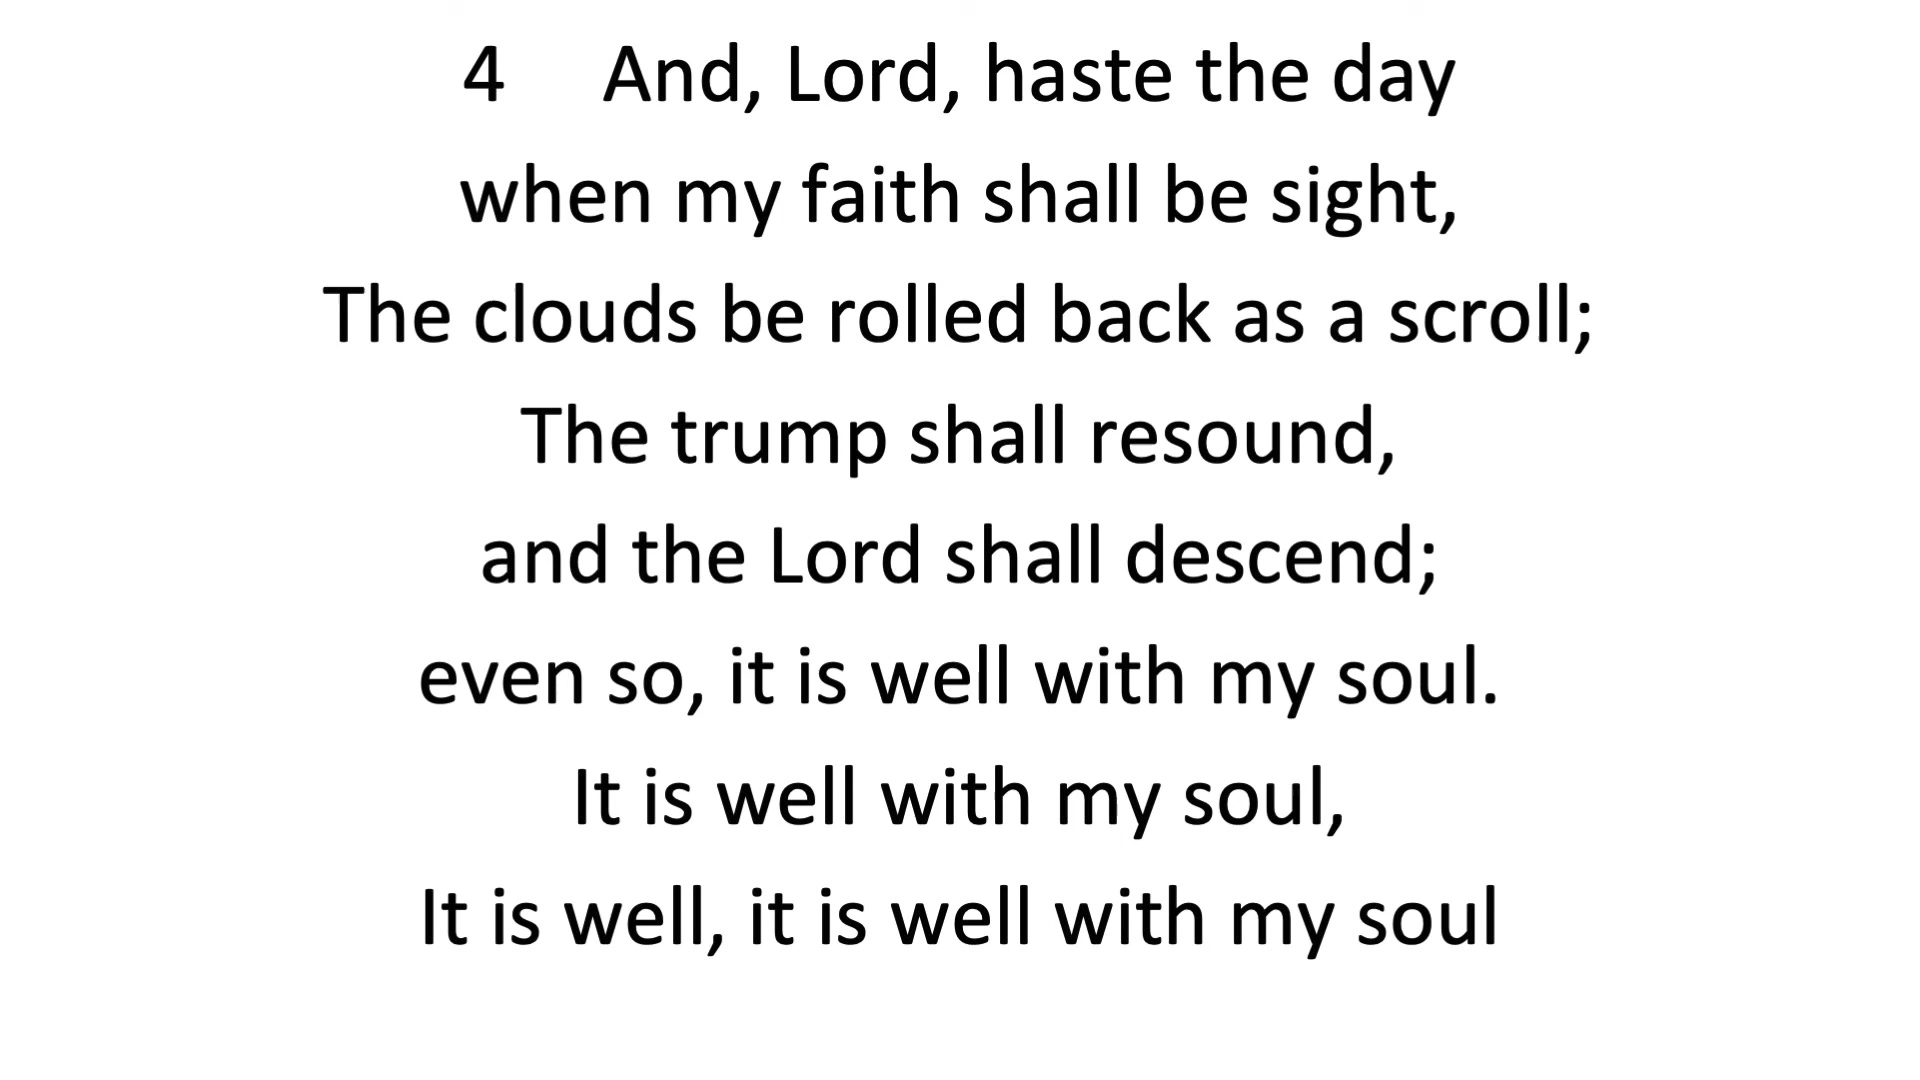 4 And, Lord, haste the day
when my faith shall be sight,
The clouds be rolled back as a scroll;
The trump shall resound,
and the Lord shall descend;
even so, it is well with my soul.
It is well with my soul,
It is well, it is well with my soul